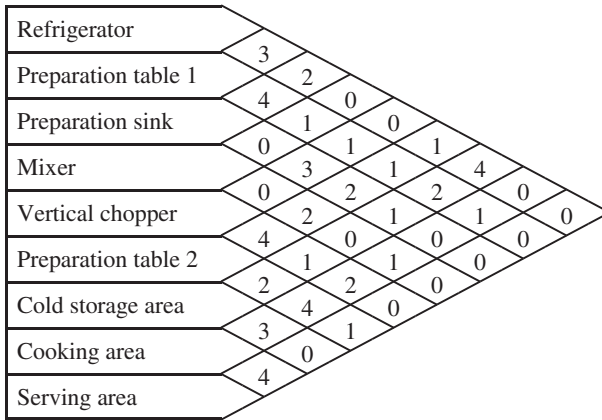 Refrigerator
3
Preparation table 1 2
4 0
Preparation sink 1 0
0 1 1
Mixer 3 1 4
0 2 2 0
Vertical chopper 2 1 1 0
4 0 0 0
Preparation table 2 1 1 0
2 2 0
Cold storage area 4 0
3 1
Cooking area 0
4
Serving area